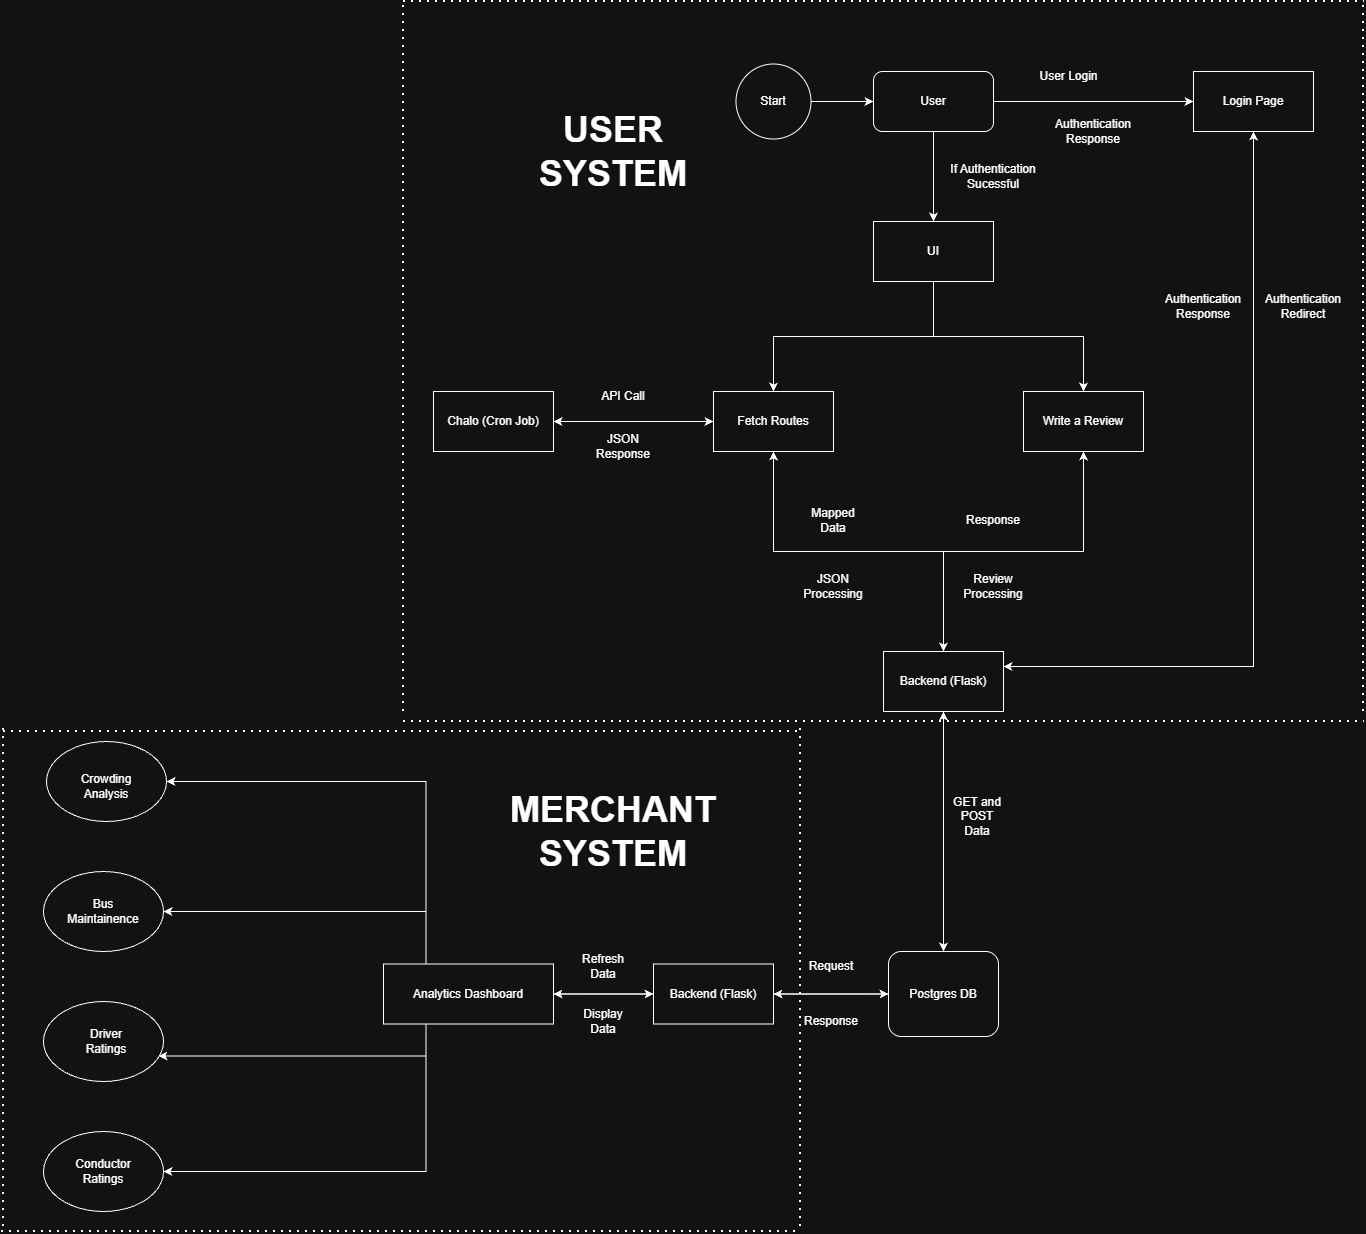 USER
SYSTEM
Start
User
User Login
Authentication
Response
Login Page
If Authentication
Sucessful
UI
Authentication
Response
Authentication
Redirect
Chalo (Cron Job)
API Call
JSON
Response
Fetch Routes
Write a Review
Mapped
Data
Response
JSON
Processing
Review
Processing
Backend (Flask)
MERCHANT
SYSTEM
Crowding
Analysis
GET and
POST
Data
Bus
Maintainence
Analytics Dashboard
Refresh
Data
Display
Data
Backend (Flask)
Request
Response
Postgres DB
Driver
Ratings
Conductor
Ratings